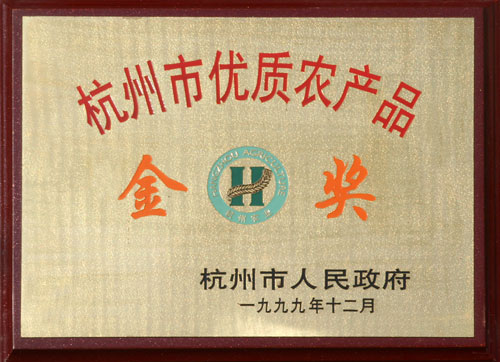 杭州市优质农产品
金 H 奖
杭州市人民政府
一九九九年十二月